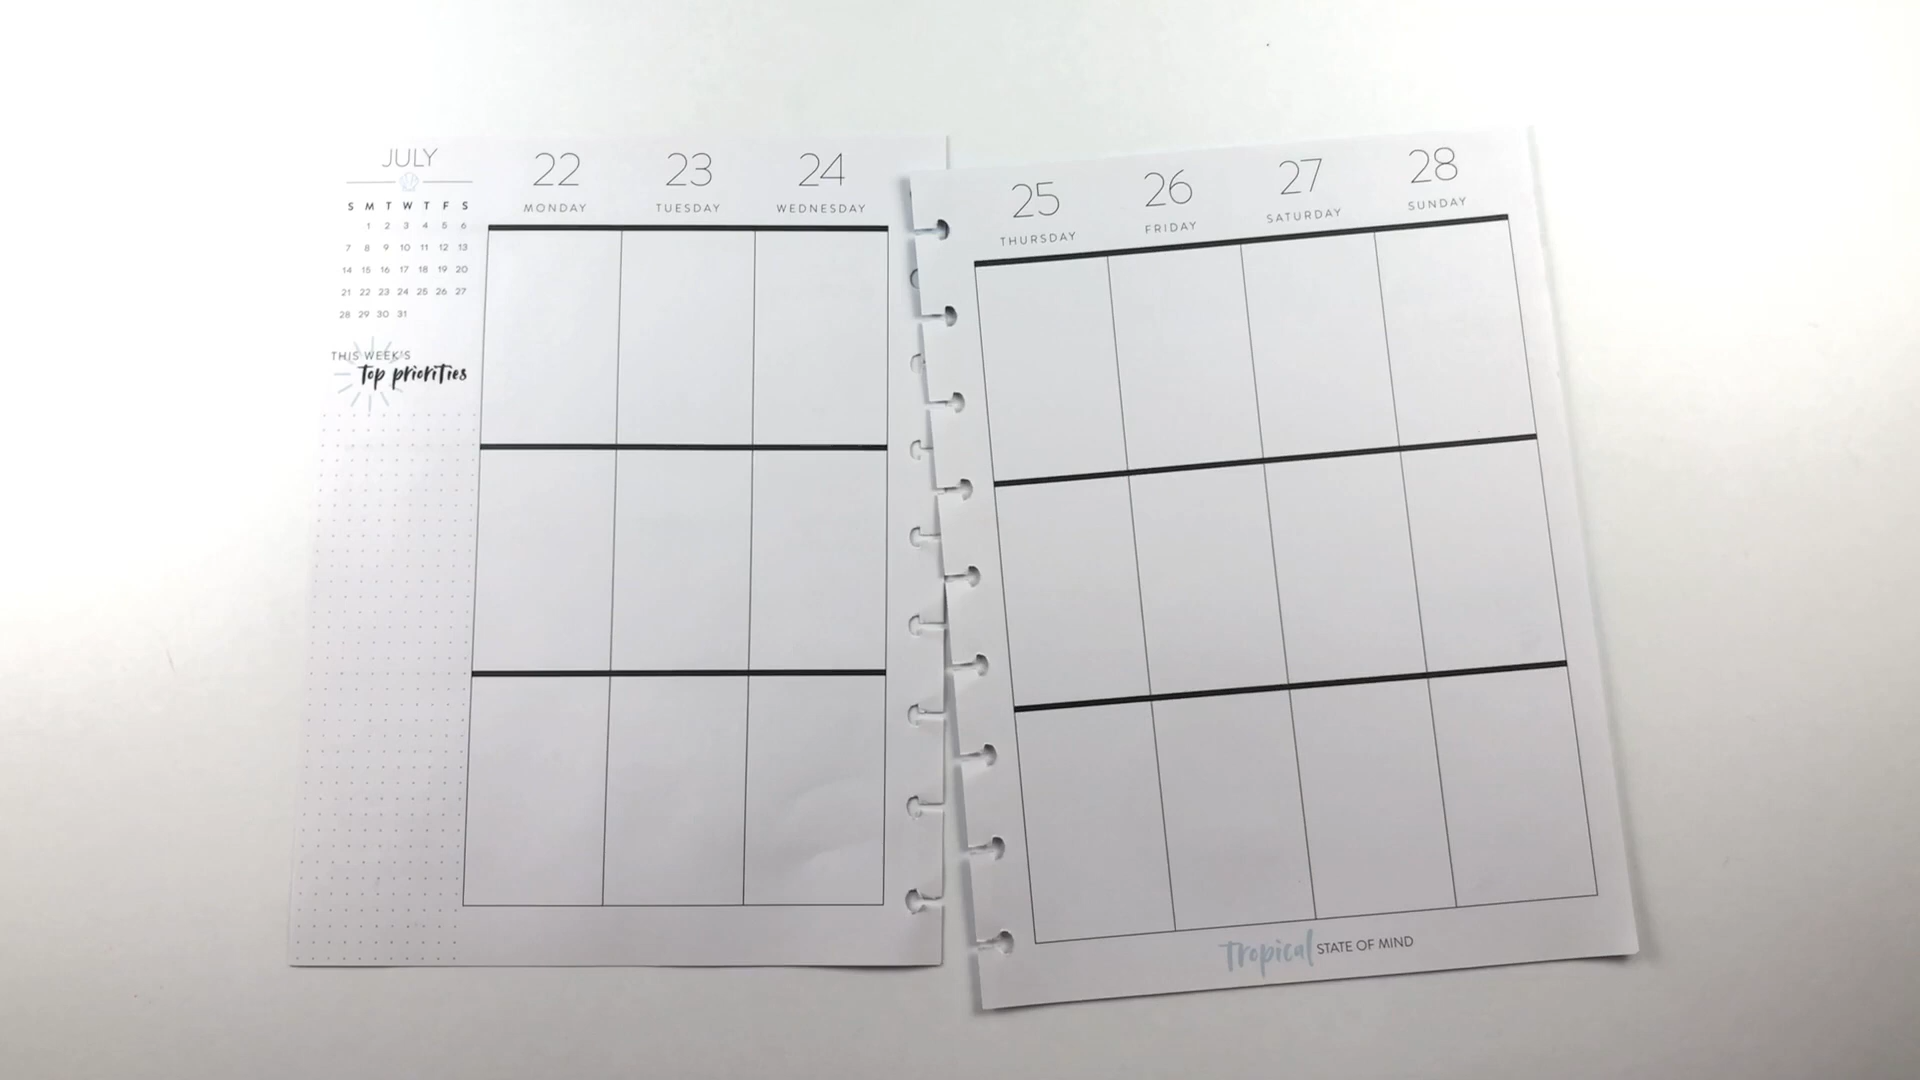 JULY
S M T W T F S
1 2 3 4 5 6
7 8 9 10 11 12 13
14 15 16 17 18 19 20
21 22 23 24 25 26 27
28 29 30 31
THIS WEEK'S
top priorities
22 23 24
MONDAY TUESDAY WEDNESDAY
25 26 27 28
THURSDAY FRIDAY SATURDAY SUNDAY
Tropical STATE OF MIND